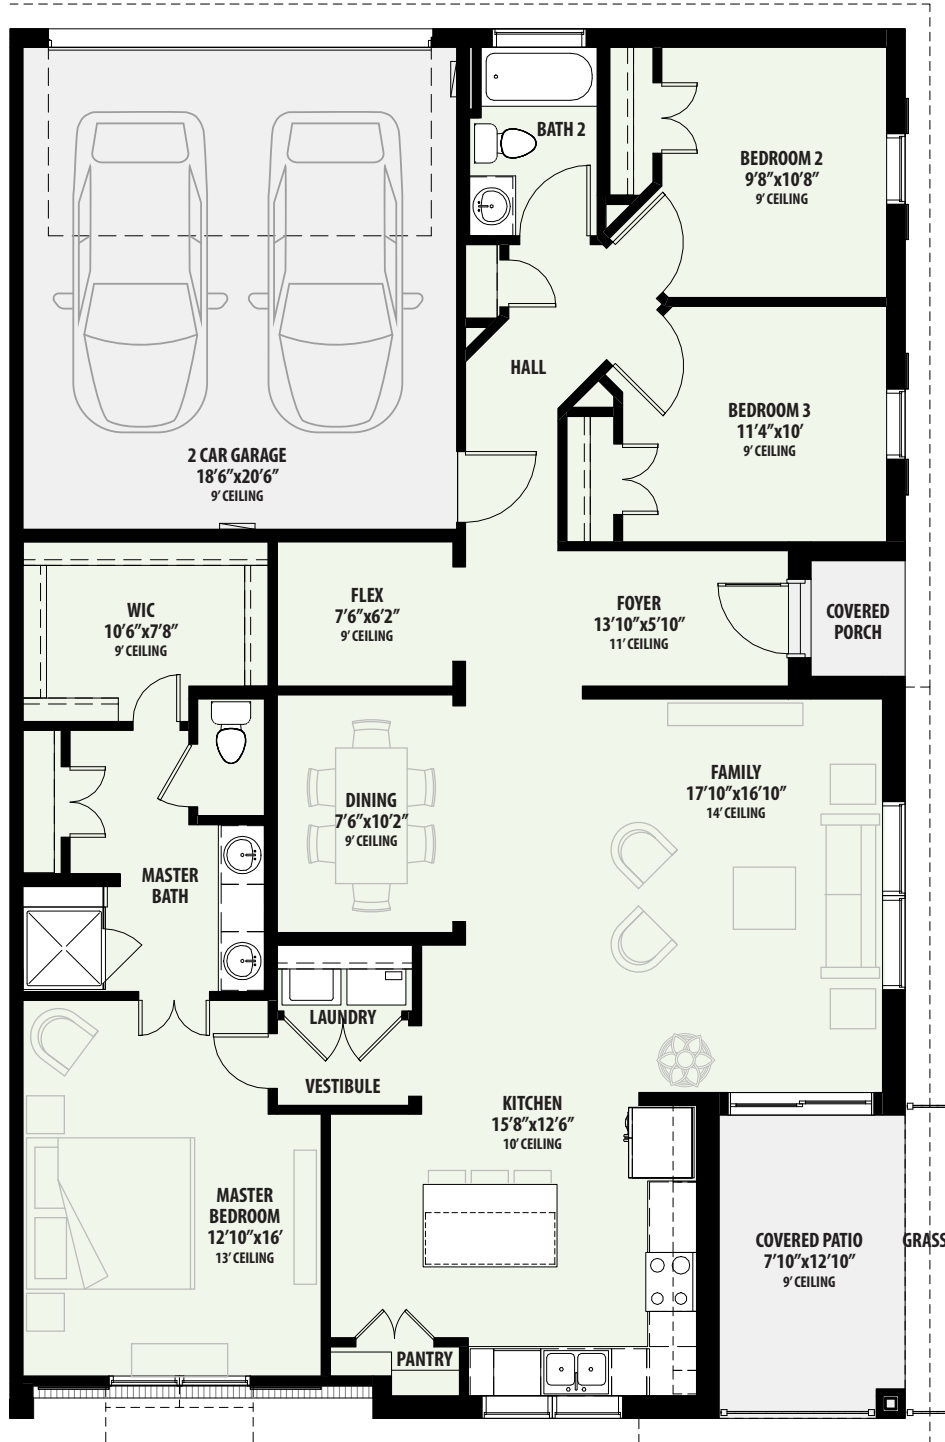 BATH 2
BEDROOM 2
9'8"x10'8"
9' CEILING
HALL
BEDROOM 3
11'4"x10'
9' CEILING
2 CAR GARAGE
18'6"x20'6"
9' CEILING
WIC
10'6"x7'8"
9' CEILING
FLEX
7'6"x6'2"
9' CEILING
FOYER
13'10"x5'10"
11' CEILING
COVERED
PORCH
DINING
7'6"x10'2"
9' CEILING
FAMILY
17'10"x16'10"
14' CEILING
MASTER
BATH
LAUNDRY
VESTIBULE
KITCHEN
15'8"x12'6"
10' CEILING
MASTER
BEDROOM
12'10"x16'
13' CEILING
COVERED PATIO
7'10"x12'10"
9' CEILING
GRASS
PANTRY